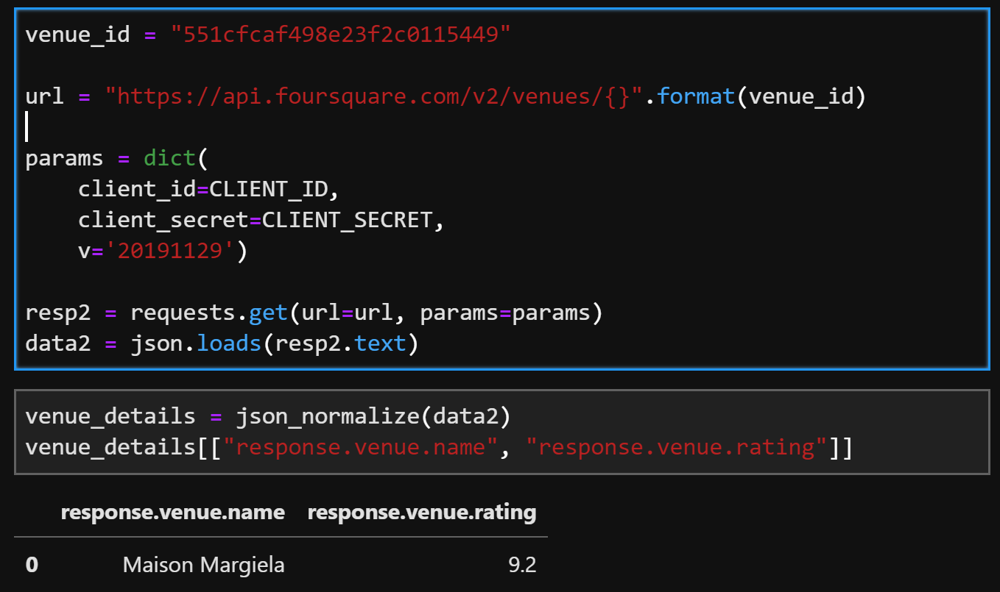 venue_id = "551cfcaf498e23f2c0115449"
url = "https://api.foursquare.com/v2/venues/{}".format(venue_id)
params = dict(
    client_id=CLIENT_ID,
    client_secret=CLIENT_SECRET,
    v='20191129')
resp2 = requests.get(url=url, params=params)
data2 = json.loads(resp2.text)
venue_details = json_normalize(data2)
venue_details[["response.venue.name", "response.venue.rating"]]
response.venue.name response.venue.rating
0 Maison Margiela 9.2